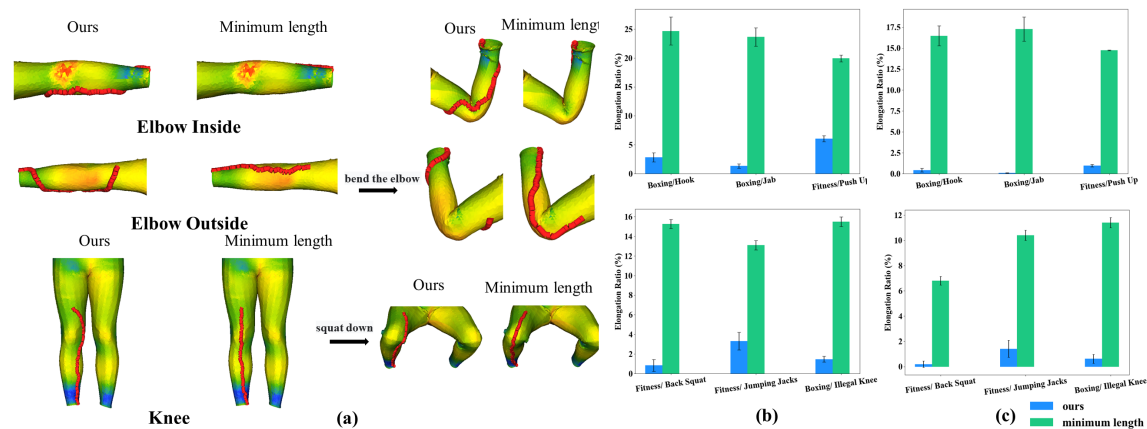 Ours
Minimum length
Elbow Inside
Elbow Outside
Ours
Minimum length
bend the elbow
Ours
Minimum lengt
Ours
Minimum length
squat down
Knee
(a)
Elongation Ratio (%)
25
20
15
10
5
0
Boxing/Hook
Boxing/Jab
Fitness/Push U
Elongation Ratio (%)
17.5
15.0
12.5
10.0
7.5
5.0
2.5
0.0
Boxing/Hook
Boxing/Jab
Fitness/Push Up
Elongation Ratio (%)
16
14
12
10
8
6
4
2
0
Fitness/ Back Squat
Fitness/ Jumping Jacks
Boxing/ Illegal Knee
(b)
Elongation Ratio (%)
12
10
8
6
4
2
0
Fitness/ Back Squat
Fitness/ Jumping Jacks
Boxing/ Illegal Knee
(c)
ours
minimum length